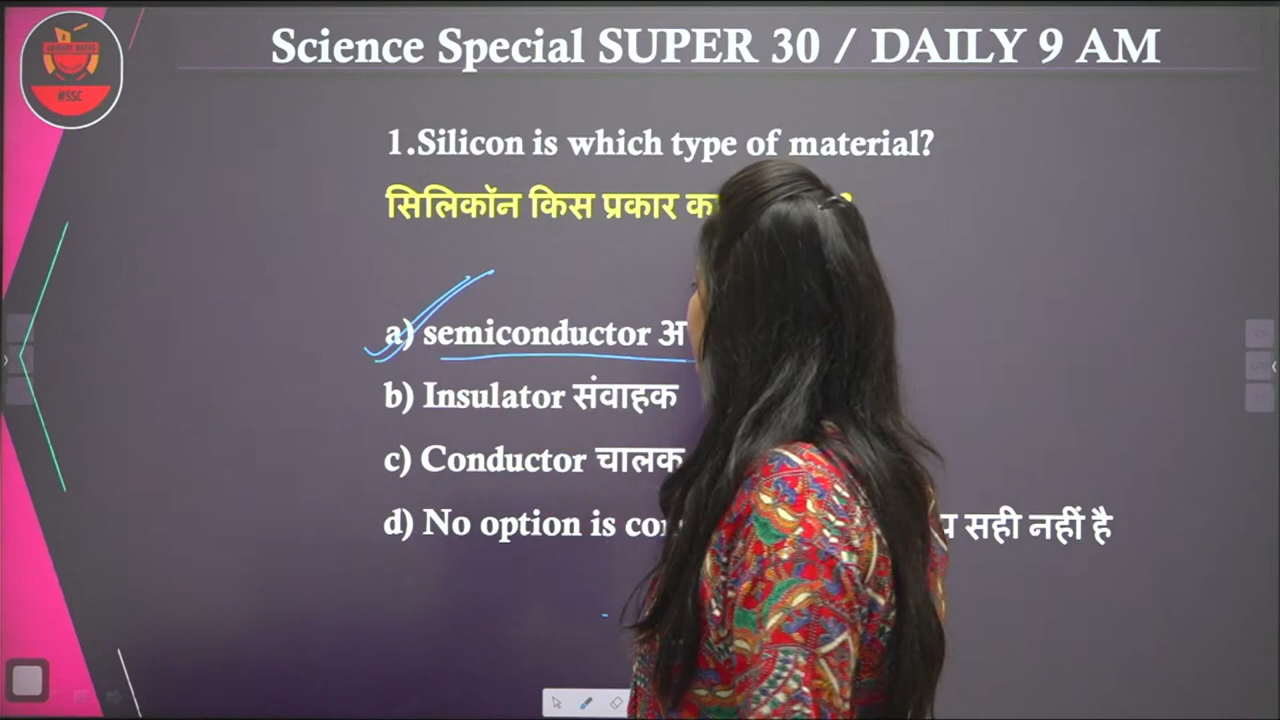 Science Special SUPER 30 / DAILY 9 AM
#SSC
1.Silicon is which type of material?
सिलिकॉन किस प्रकार
a) semiconductor
b) Insulator संवाहक
c) Conductor चालक
d) No option is सही नहीं है